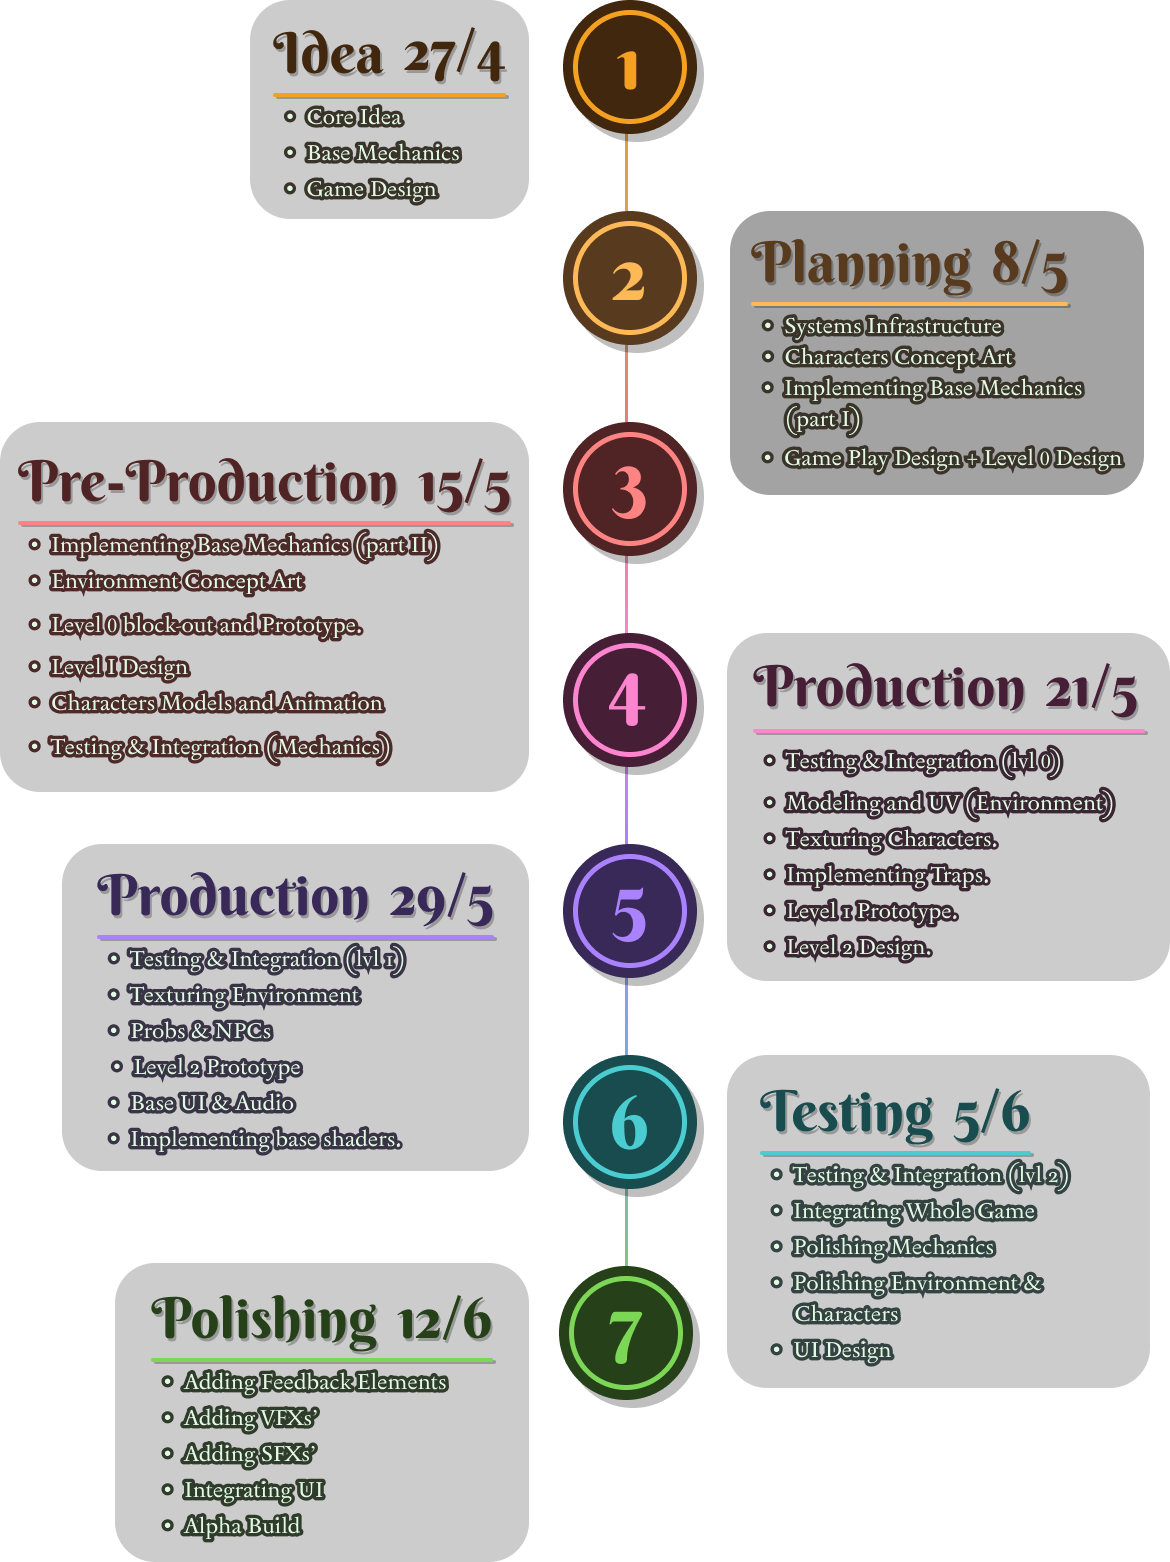 Idea 27/4
Core Idea
Base Mechanics
Game Design
1
2
Planning 8/5
Systems Infrastructure
Characters Concept Art
Implementing Base Mechanics
(part I)
Game Play Design + Level 0 Design
Pre-Production 15/5
Implementing Base Mechanics (part II)
Environment Concept Art
Level 0 block-out and Prototype.
Level I Design
Characters Models and Animation
Testing & Integration (Mechanics)
3
4
Production 21/5
Testing & Integration (lvl 0)
Modeling and UV (Environment)
Texturing Characters.
Implementing Traps.
Level 1 Prototype.
Level 2 Design.
Production 29/5
Testing & Integration (lvl 1)
Texturing Environment
Probs & NPCs
Level 2 Prototype
Base UI & Audio
Implementing base shaders.
5
6
Testing 5/6
Testing & Integration (lvl 2)
Integrating Whole Game
Polishing Mechanics
Polishing Environment &
Characters
UI Design
Polishing 12/6
Adding Feedback Elements
Adding VFXs'
Adding SFXs'
Integrating UI
Alpha Build
7